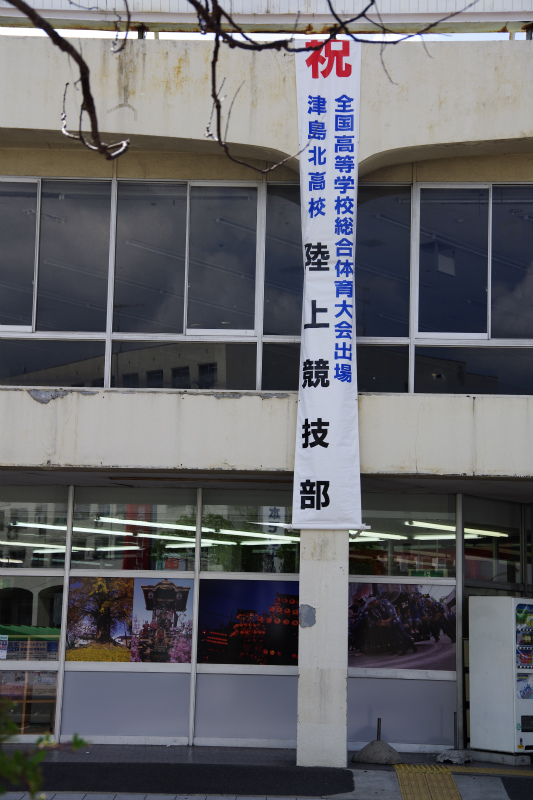 祝
全国高等学校総合体育大会出場
津島北高校
陸上競技部